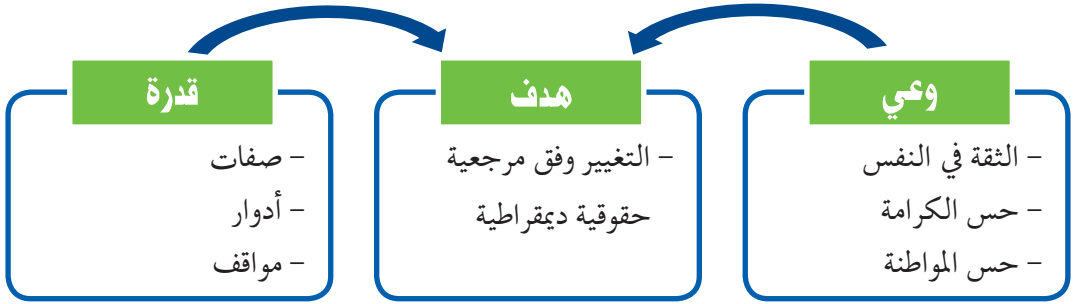 وعي
– الثقة في النفس
– حس الكرامة
– حس المواطنة
هدف
– التغيير وفق مرجعية
حقوقية ديمقراطية
قدرة
– صفات
– أدوار
– مواقف